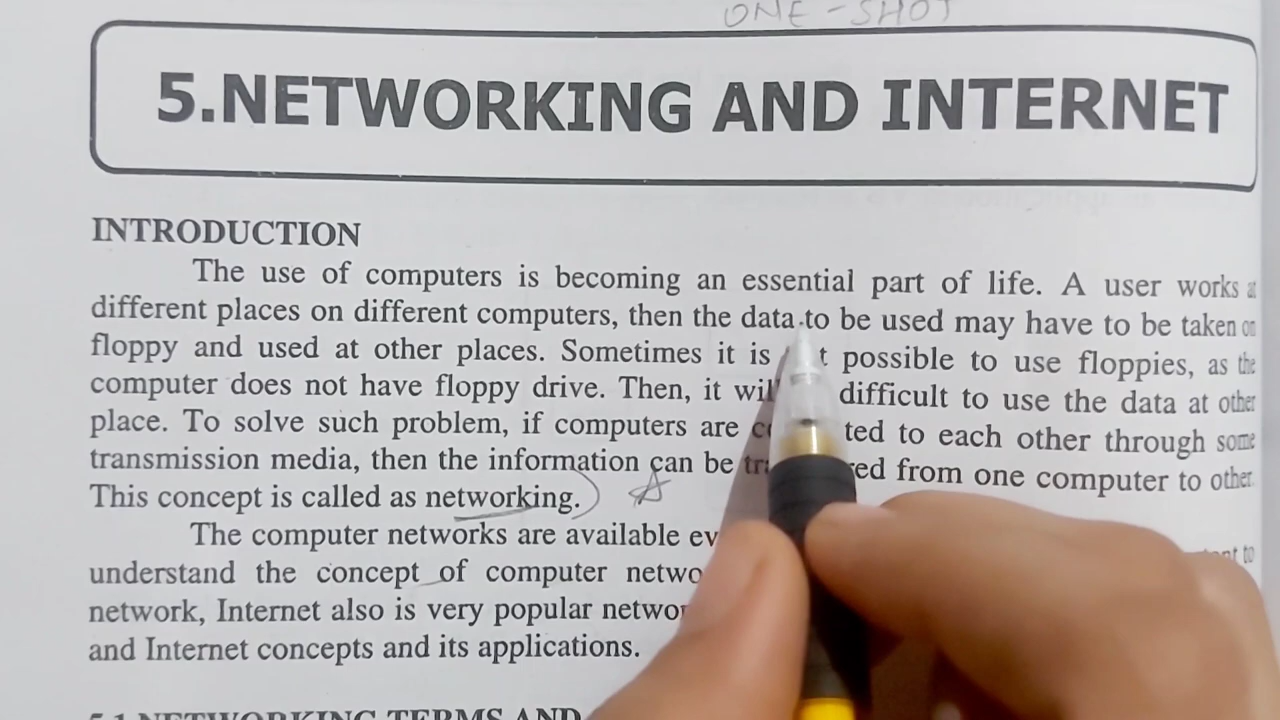 ONE-SHOT
5.NETWORKING AND INTERNET
INTRODUCTION
The use of computers is becoming an essential part of life. A user works at
different places on different computers, then the data to be used may have to be taken on
floppy and used at other places. Sometimes it is possible to use floppies, as the
computer does not have floppy drive. Then, it difficult to use the data at other
place. To solve such problem, if computers are to each other through some
transmission media, then the information can be from one computer to other
This concept is called as networking.
The computer networks are available to
understand the concept of computer
network, Internet also is very popular
and Internet concepts and its applications.
5.1 NETWORKING TERMS AND